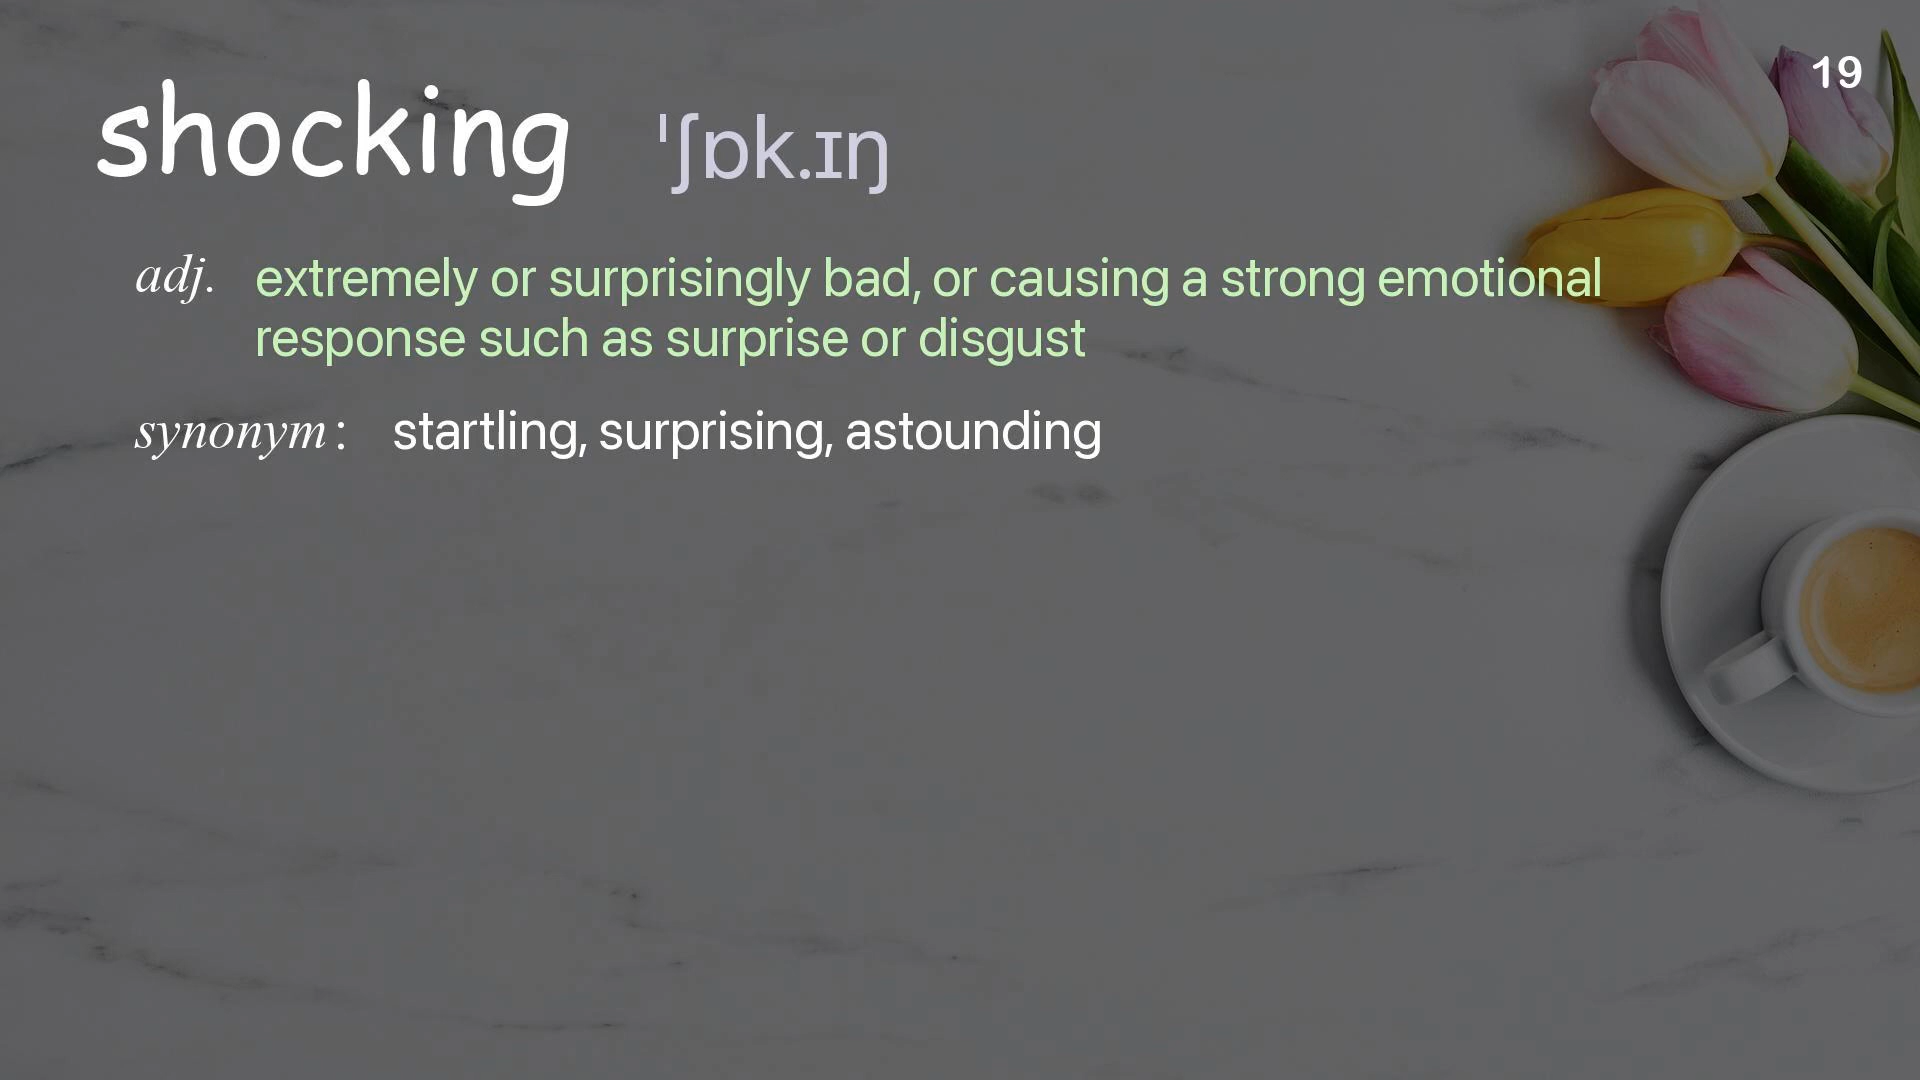 19
shocking ˈʃɒk.ɪŋ
adj. extremely or surprisingly bad, or causing a strong emotional
response such as surprise or disgust
synonym: startling, surprising, astounding